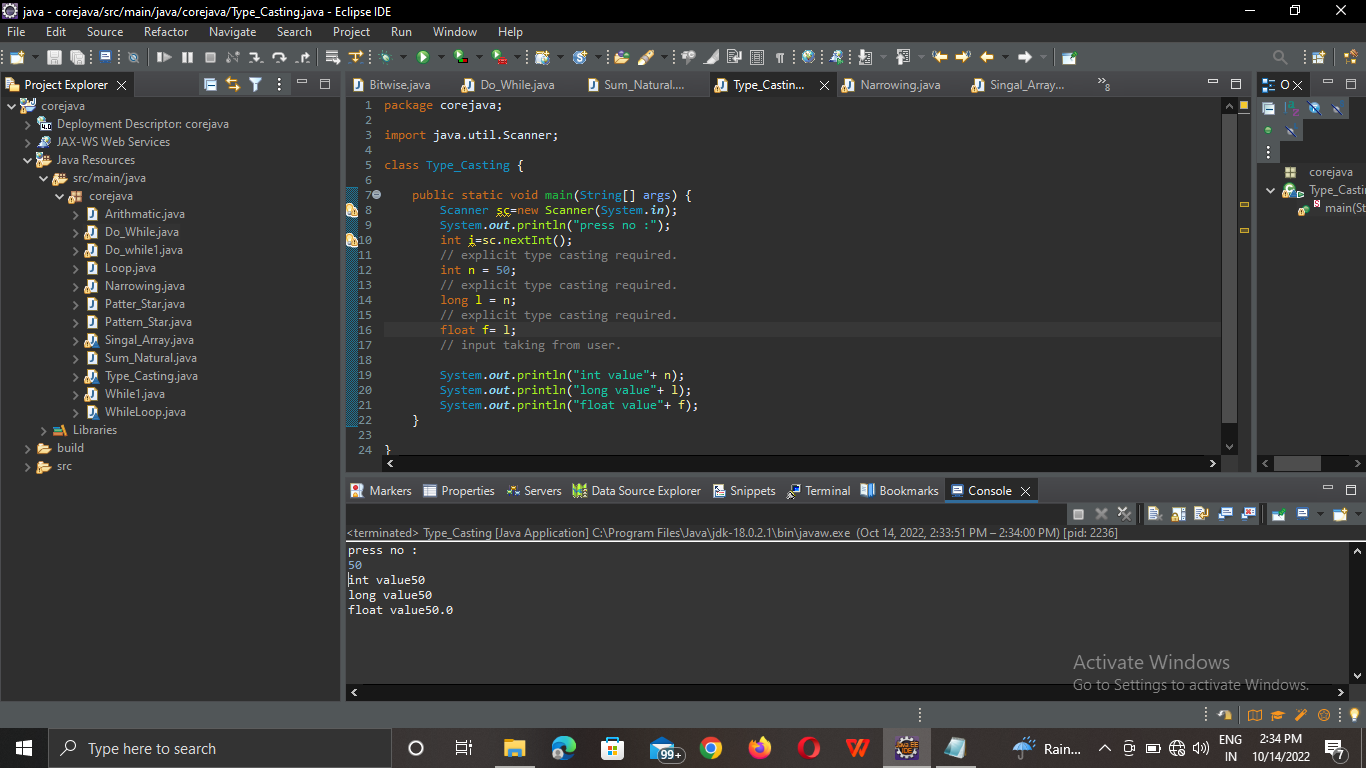 java - corejava/src/main/java/corejava/Type_Casting.java - Eclipse IDE
File Edit Source Refactor Navigate Search Project Run Window Help
Project Explorer
corejava
Deployment Descriptor: corejava
JAX-WS Web Services
Java Resources
src/main/java
corejava
Arithmatic.java
Do_While.java
Do_while1.java
Loop.java
Narrowing.java
Patter_Star.java
Pattern_Star.java
Singal_Array.java
Sum_Natural.java
Type_Casting.java
While1.java
WhileLoop.java
Libraries
build
src
Bitwise.java Do_While.java Sum_Natural.... Type_Castin... Narrowing.java Singal_Array... »8
1 package corejava;
2
3 import java.util.Scanner;
4
5 class Type_Casting {
6
7 public static void main(String[] args) {
8 Scanner sc=new Scanner(System.in);
9 System.out.println("press no :");
10 int i=sc.nextInt();
11 // explicit type casting required.
12 int n = 50;
13 // explicit type casting required.
14 long l = n;
15 // explicit type casting required.
16 float f= l;
17 // input taking from user.
18
19 System.out.println("int value"+ n);
20 System.out.println("long value"+ l);
21 System.out.println("float value"+ f);
22 }
23
24 }
O
corejava
Type_Casti
main(St
Markers Properties Servers Data Source Explorer Snippets Terminal Bookmarks Console
<terminated> Type_Casting [Java Application] C:\Program Files\Java\jdk-18.0.2.1\bin\javaw.exe (Oct 14, 2022, 2:33:51 PM – 2:34:00 PM) [pid: 2236]
press no :
50
int value50
long value50
float value50.0
Activate Windows
Go to Settings to activate Windows.
Type here to search
99+
Rain...
ENG
IN
2:34 PM
10/14/2022
7